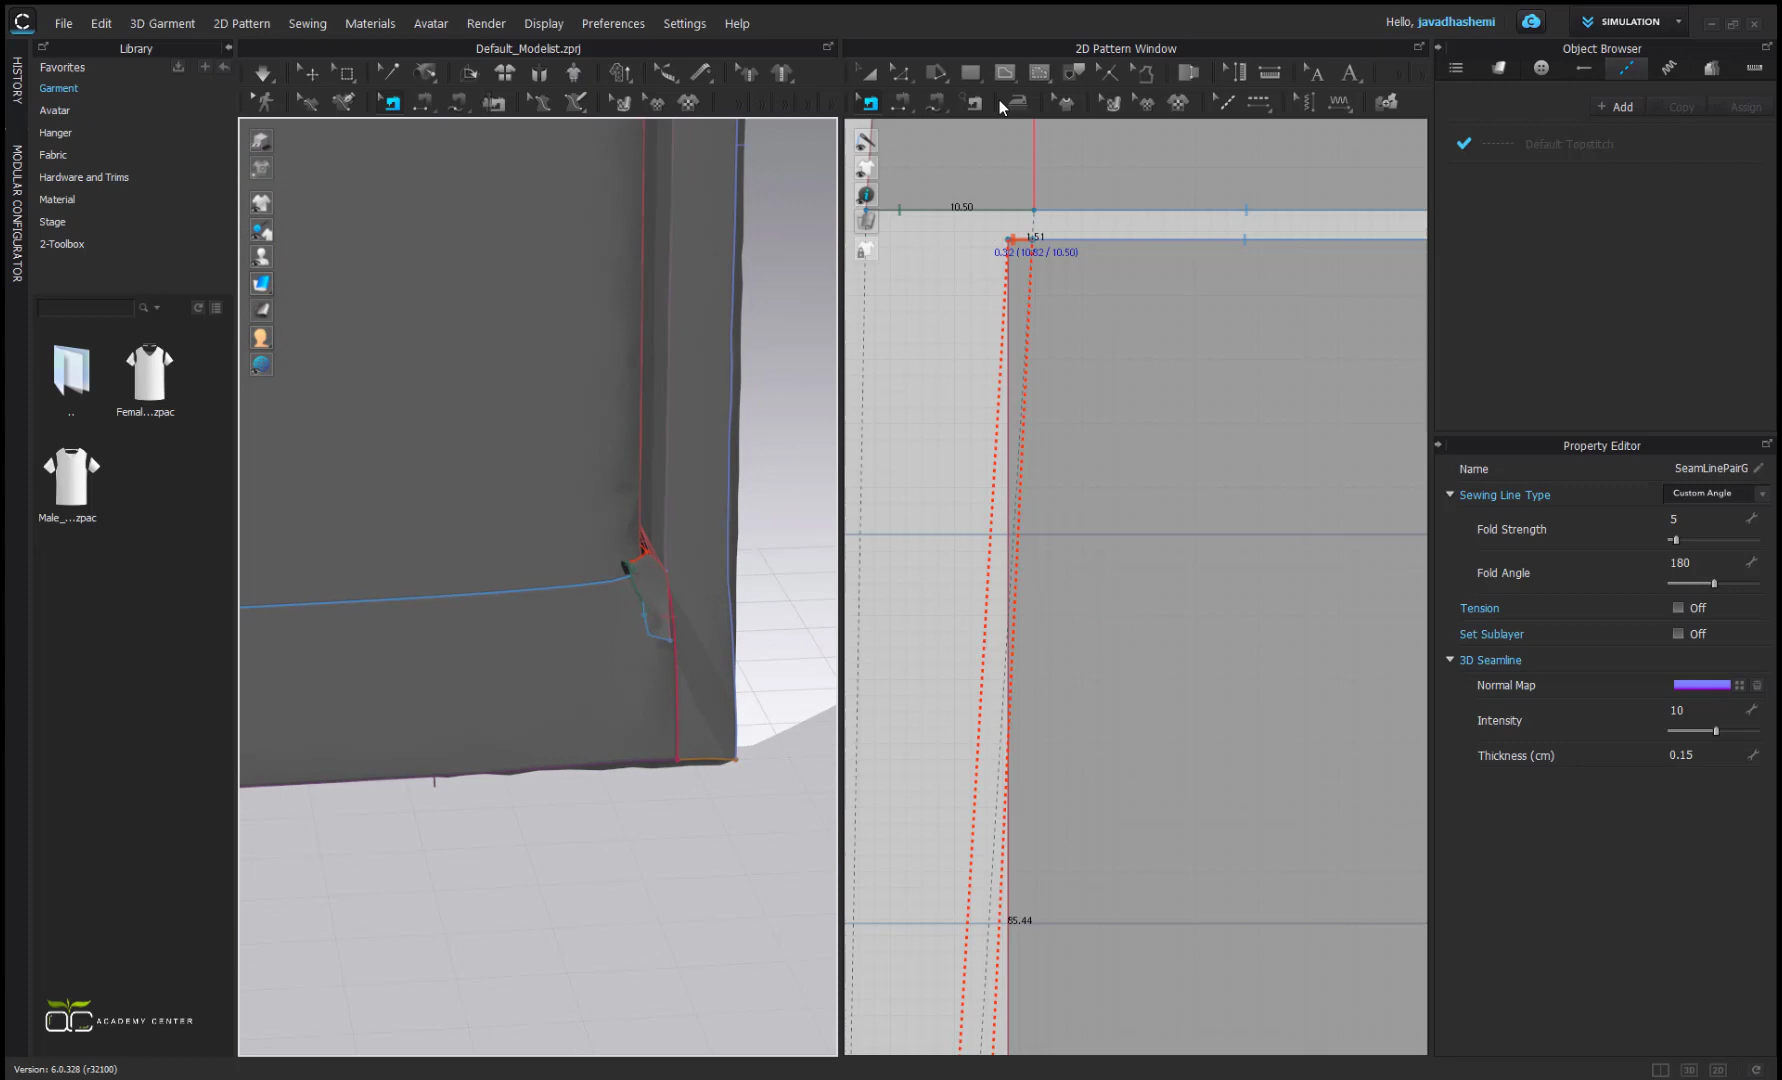 File Edit 3D Garment 2D Pattern Sewing Materials Avatar Render Display Preferences Settings Help
Hello, javadhashemi
SIMULATION
HISTORY
MODULAR CONFIGURATOR
Library
Favorites
Garment
Avatar
Hanger
Fabric
Hardware and Trims
Material
Stage
2-Toolbox
..
Femal...zpac
Male_...zpac
ACADEMY CENTER
Version: 6.0.328 (r32100)
Default_Modelist.zprj
2D Pattern Window
10.50
1.51
0.32 (10.82 / 10.50)
Object Browser
+ Add Copy Assign
Default Topstitch
Property Editor
Name SeamLinePairG
Sewing Line Type Custom Angle
Fold Strength 5
Fold Angle 180
Tension Off
Set Sublayer Off
3D Seamline
Normal Map
Intensity 10
Thickness (cm) 0.15
3D 2D